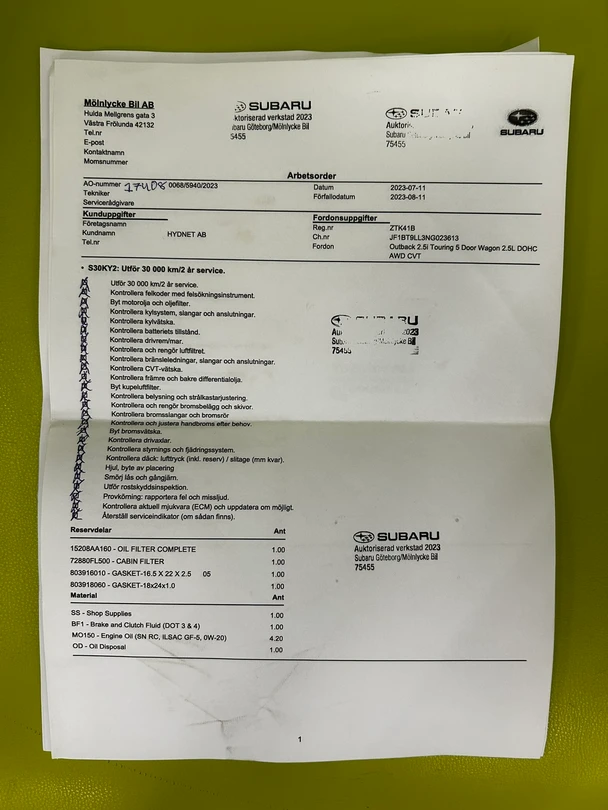 Mölnlycke Bil AB
Hulda Mellgrens gata 3
Västra Frölunda 42132
Tel.nr
E-post
Kontaktnamn
Momsnummer
SUBARU
Auktoriserad verkstad 2023
Subaru Göteborg/Mölnlycke Bil
75455
Subaru
75455
SUBARU
Arbetsorder
AO-nummer 17408 0068/5940/2023
Tekniker
Servicerådgivare
Datum 2023-07-11
Förfallodatum 2023-08-11
Kunduppgifter
Företagsnamn
Kundnamn HYDNET AB
Tel.nr
Fordonsuppgifter
Reg.nr ZTK41B
Ch.nr JF1BT9LL3NG023613
Fordon Outback 2.5i Touring 5 Door Wagon 2.5L DOHC
AWD CVT
• S30KY2: Utför 30 000 km/2 år service.
Utför 30 000 km/2 år service.
Kontrollera felkoder med felsökningsinstrument.
Byt motorolja och oljefilter.
Kontrollera kylsystem, slangar och anslutningar.
Kontrollera kylvätska.
Kontrollera batteriets tillstånd.
Kontrollera drivrem/mar.
Kontrollera och rengör luftfiltret.
Kontrollera bränsleledningar, slangar och anslutningar.
Kontrollera CVT-vätska.
Kontrollera främre och bakre differentialolja.
Byt kupeluftfilter.
Kontrollera belysning och strålkastarjustering.
Kontrollera och rengör bromsbelägg och skivor.
Kontrollera bromsslangar och bromsrör
Kontrollera och justera handbroms efter behov.
Byt bromsvätska.
Kontrollera drivaxlar.
Kontrollera styrnings och fjädringssystem.
Kontrollera däck: lufttryck (inkl. reserv) / slitage (mm kvar).
Hjul, byte av placering
Smörj lås och gångjärn.
Utför rostskyddsinspektion.
Provkörning: rapportera fel och missljud.
Kontrollera aktuell mjukvara (ECM) och uppdatera om möjligt.
Återställ serviceindikator (om sådan finns).
SUBARU
2023
/Mölnlycke Bil
75455
Reservdelar Ant
15208AA160 - OIL FILTER COMPLETE 1.00
72880FL500 - CABIN FILTER 1.00
803916010 - GASKET-16.5 X 22 X 2.5 05 1.00
803918060 - GASKET-18x24x1.0 1.00
Material Ant
SS - Shop Supplies 1.00
BF1 - Brake and Clutch Fluid (DOT 3 & 4) 1.00
MO150 - Engine Oil (SN RC, ILSAC GF-5, 0W-20) 4.20
OD - Oil Disposal 1.00
SUBARU
Auktoriserad verkstad 2023
Subaru Göteborg/Mölnlycke Bil
75455
1